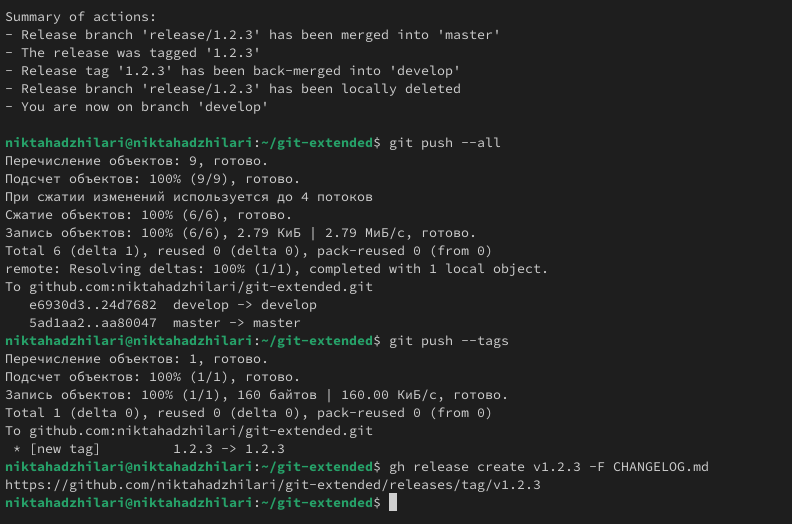 Summary of actions:
- Release branch 'release/1.2.3' has been merged into 'master'
- The release was tagged '1.2.3'
- Release tag '1.2.3' has been back-merged into 'develop'
- Release branch 'release/1.2.3' has been locally deleted
- You are now on branch 'develop'
niktahadzhilari@niktahadzhilari:~/git-extended$ git push --all
Перечисление объектов: 9, готово.
Подсчет объектов: 100% (9/9), готово.
При сжатии изменений используется до 4 потоков
Сжатие объектов: 100% (6/6), готово.
Запись объектов: 100% (6/6), 2.79 КиБ | 2.79 МиБ/с, готово.
Total 6 (delta 1), reused 0 (delta 0), pack-reused 0 (from 0)
remote: Resolving deltas: 100% (1/1), completed with 1 local object.
To github.com:niktahadzhilari/git-extended.git
   e6930d3..24d7682  develop -> develop
   5ad1aa2..aa80047  master -> master
niktahadzhilari@niktahadzhilari:~/git-extended$ git push --tags
Перечисление объектов: 1, готово.
Подсчет объектов: 100% (1/1), готово.
Запись объектов: 100% (1/1), 160 байтов | 160.00 КиБ/с, готово.
Total 1 (delta 0), reused 0 (delta 0), pack-reused 0 (from 0)
To github.com:niktahadzhilari/git-extended.git
 * [new tag]         1.2.3 -> 1.2.3
niktahadzhilari@niktahadzhilari:~/git-extended$ gh release create v1.2.3 -F CHANGELOG.md
https://github.com/niktahadzhilari/git-extended/releases/tag/v1.2.3
niktahadzhilari@niktahadzhilari:~/git-extended$